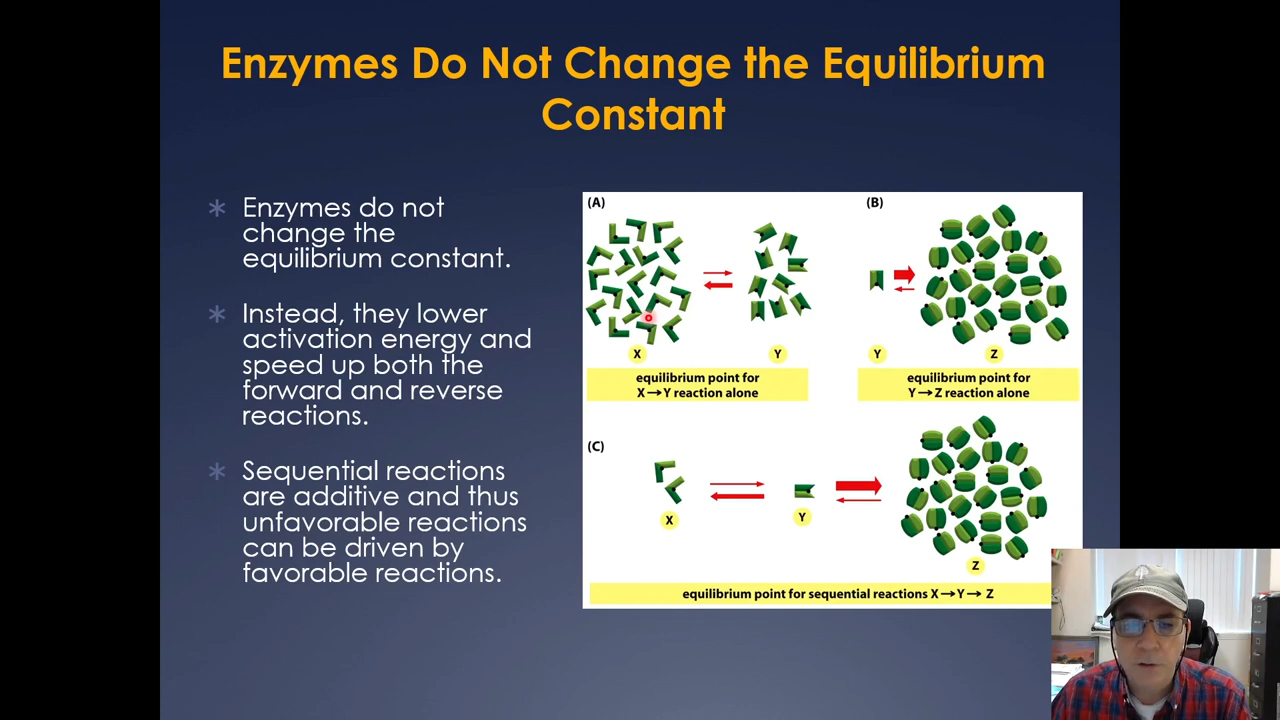 Enzymes Do Not Change the Equilibrium
Constant
* Enzymes do not
change the
equilibrium constant.
* Instead, they lower
activation energy and
speed up both the
forward and reverse
reactions.
* Sequential reactions
are additive and thus
unfavorable reactions
can be driven by
favorable reactions.
(A)
X
Y
equilibrium point for
X → Y reaction alone
(B)
Y
Z
equilibrium point for
Y → Z reaction alone
(C)
X
Y
Z
equilibrium point for sequential reactions X → Y → Z